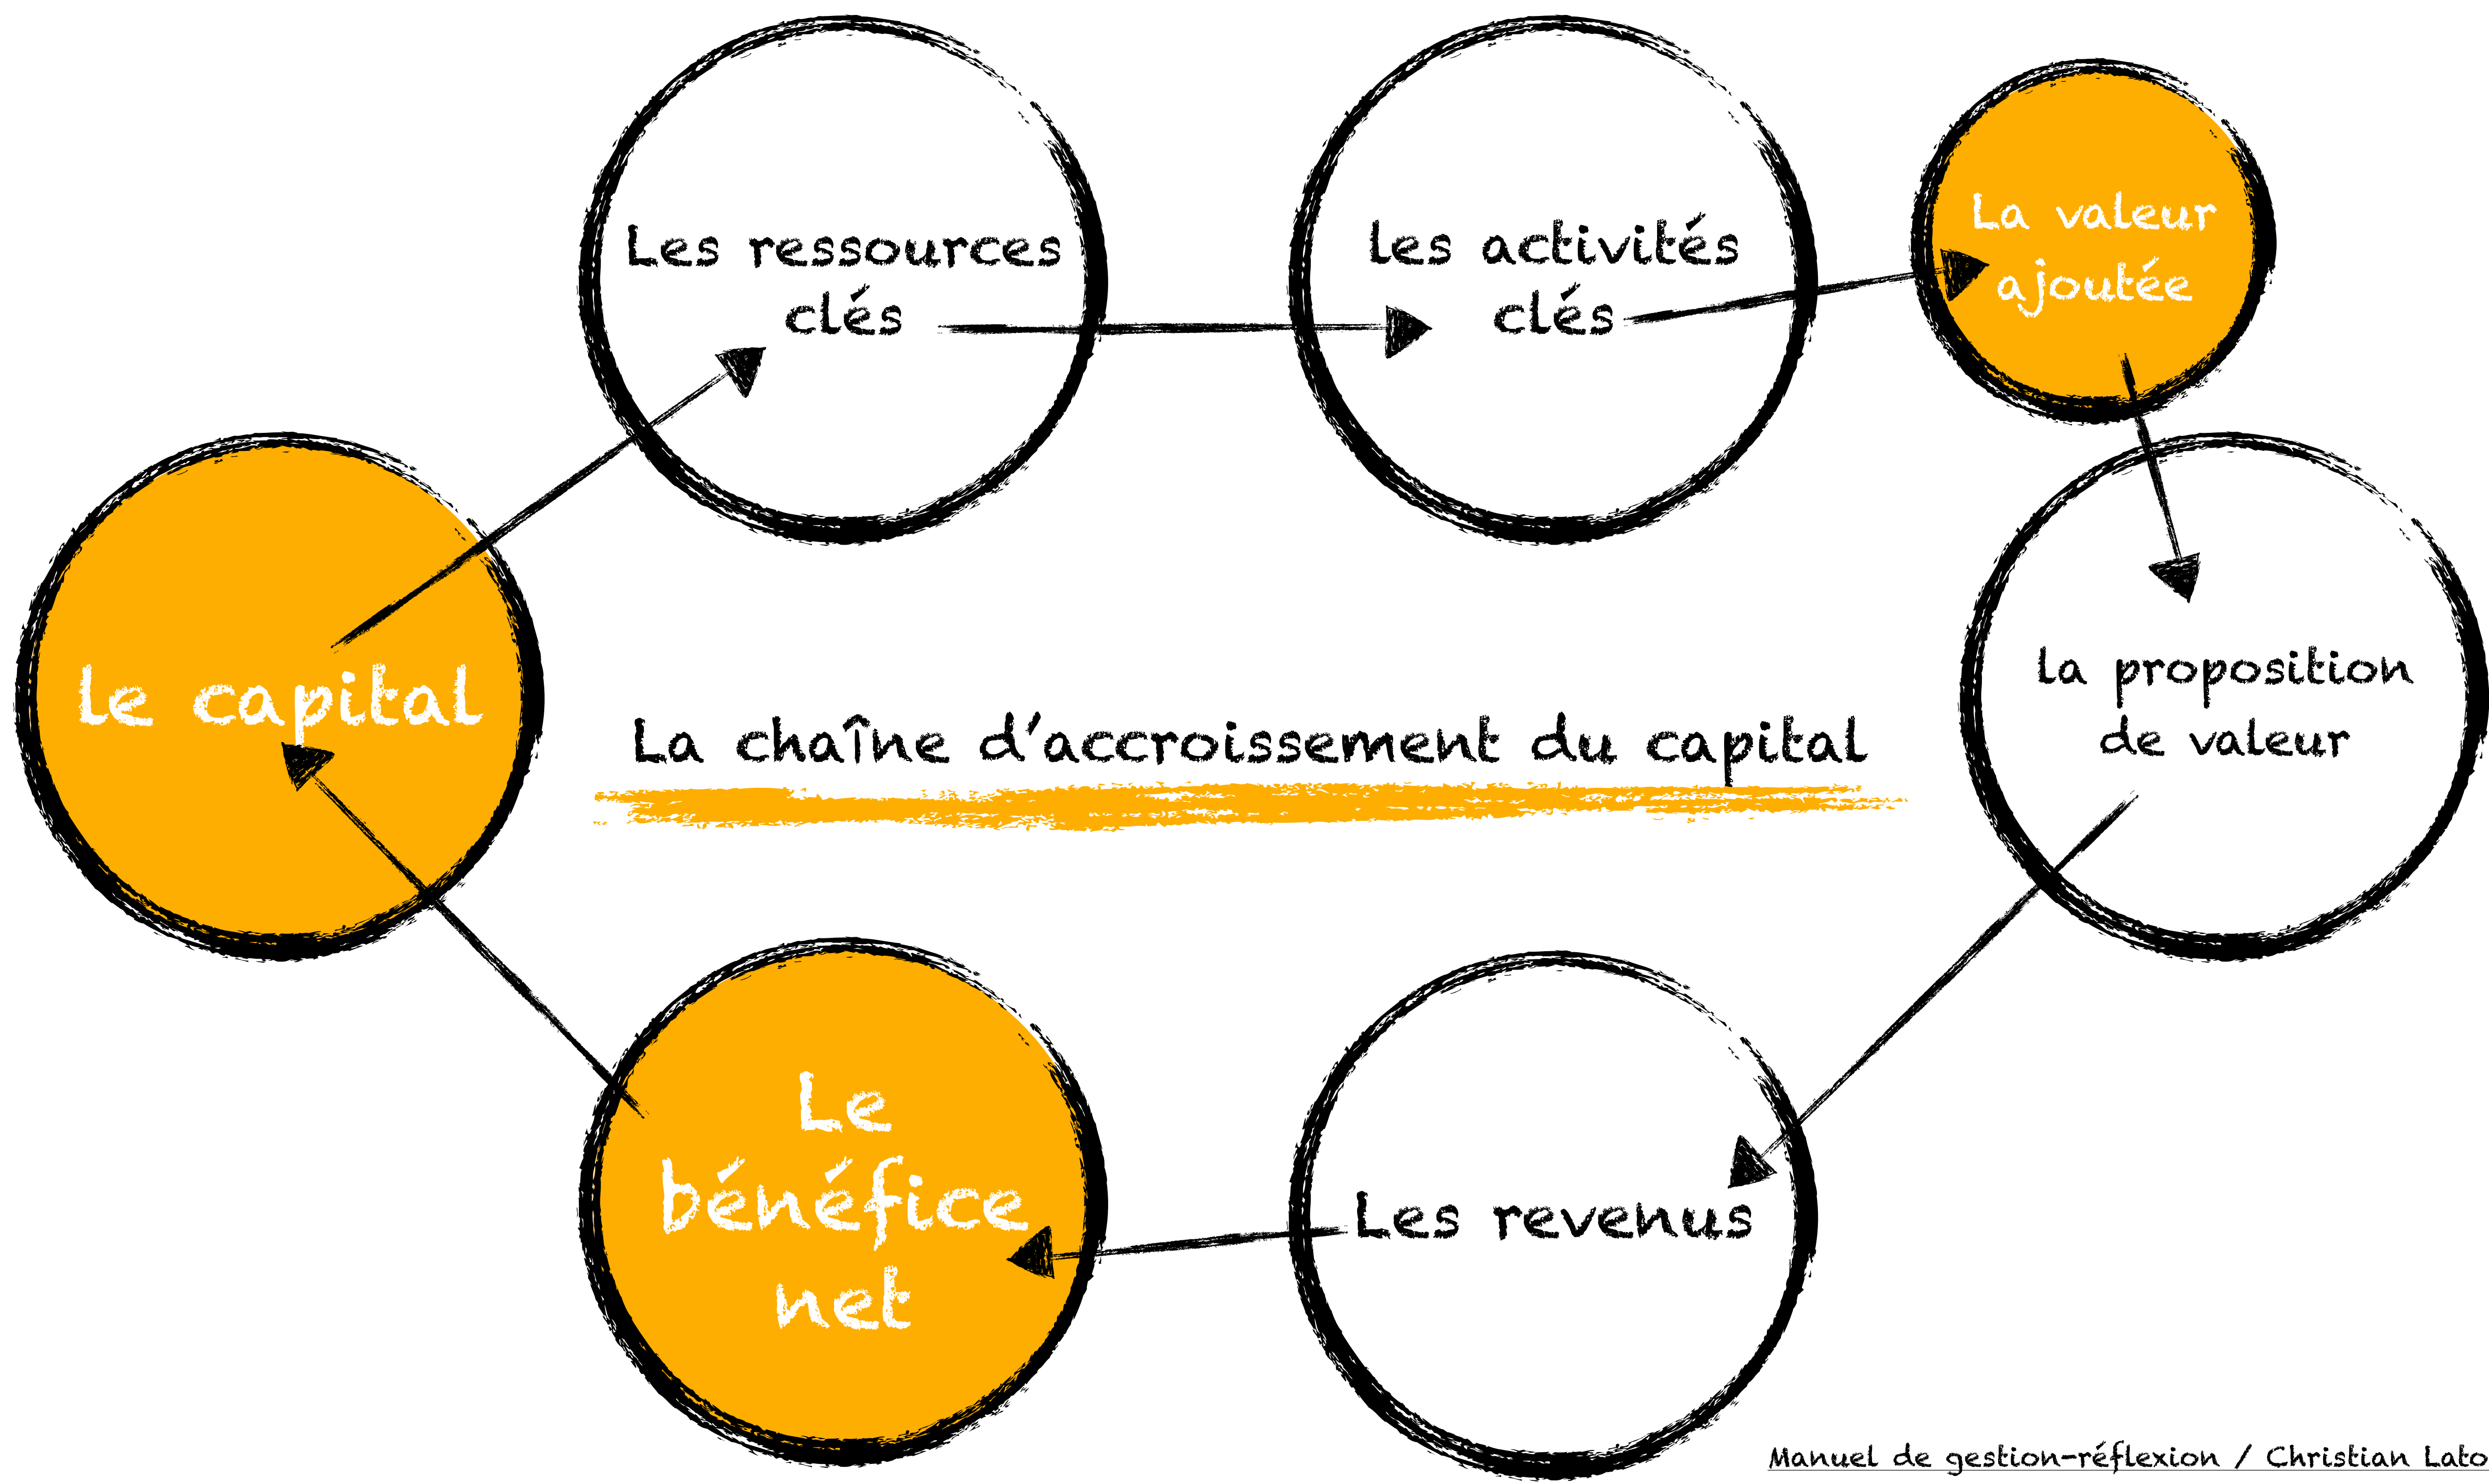 Les ressources
clés
les activités
clés
La valeur
ajoutée
le capital
la proposition
de valeur
La chaîne d'accroissement du capital
Le
bénéfice
net
Les revenus
Manuel de gestion-réflexion / Christian Lato